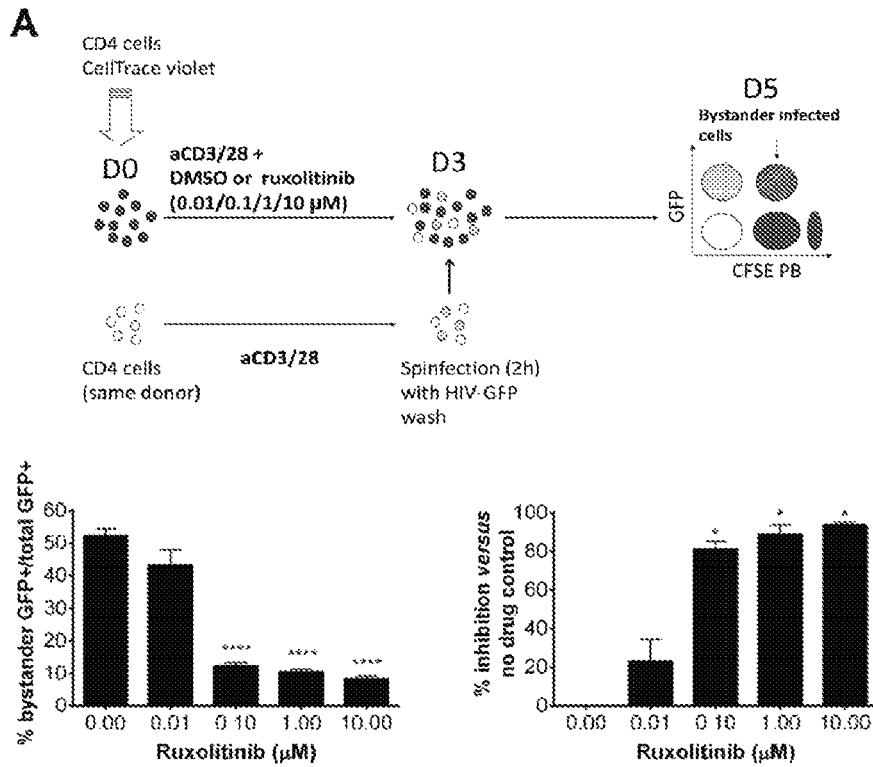 A
CD4 cells
CellTrace violet
D0
aCD3/28 +
DMSO or ruxolitinib
(0.01/0.1/1/10 µM)
D3
D5
Bystander infected
cells
GFP
CFSE PB
CD4 cells
(same donor)
aCD3/28
Spinfection (2h)
with HIV-GFP
wash
% bystander GFP+/total GFP+
60
50
40
30
20
10
0
**** **** ****
0.00 0.01 0.10 1.00 10.00
Ruxolitinib (µM)
% inhibition versus
no drug control
100
80
60
40
20
0
* * *
0.00 0.01 0.10 1.00 10.00
Ruxolitinib (µM)